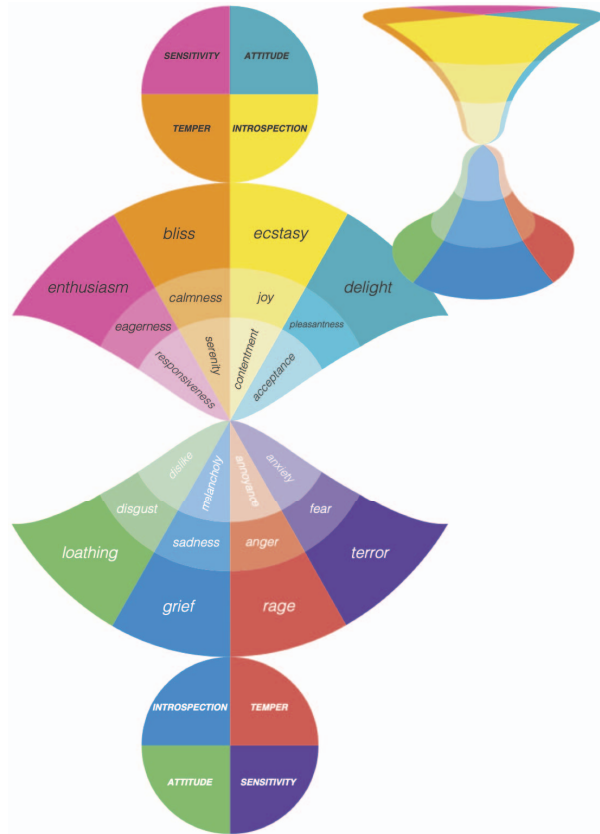 SENSITIVITY
ATTITUDE
TEMPER
INTROSPECTION
bliss
ecstasy
enthusiasm
delight
calmness
joy
eagerness
pleasantness
responsiveness
serenity
contentment
acceptance
dislike
melancholy
annoyance
anxiety
disgust
fear
sadness
anger
loathing
terror
grief
rage
INTROSPECTION
TEMPER
ATTITUDE
SENSITIVITY